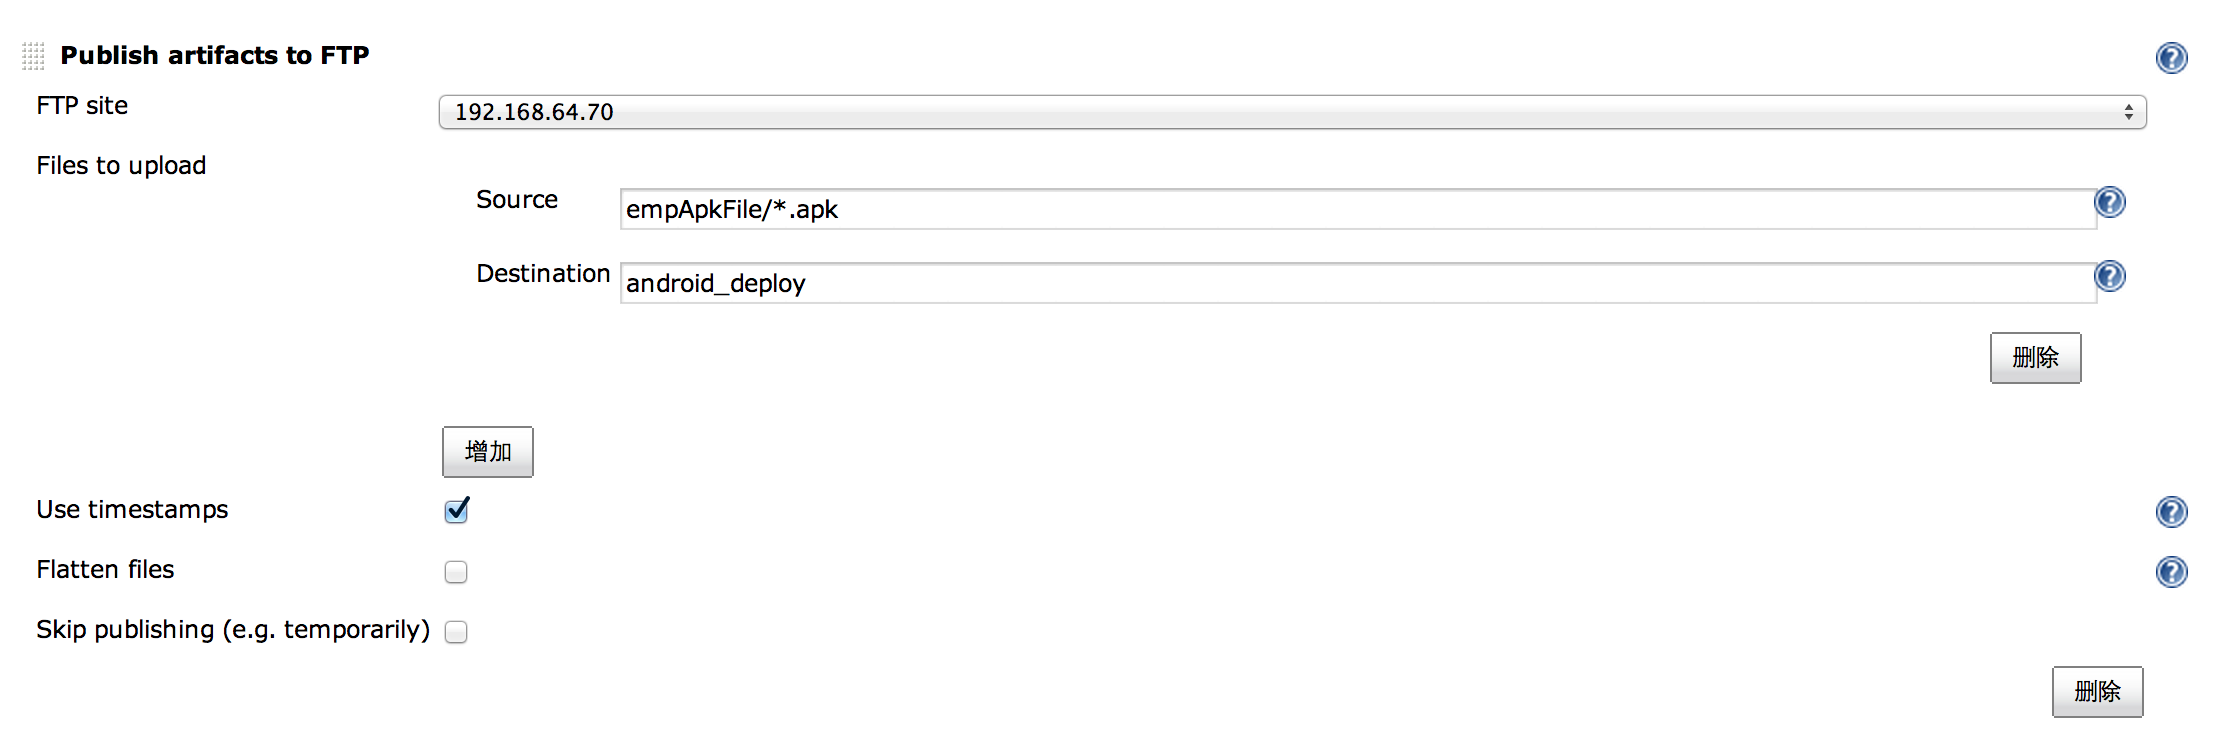 Publish artifacts to FTP
FTP site
192.168.64.70
Files to upload
Source
empApkFile/*.apk
Destination
android_deploy
删除
增加
Use timestamps
Flatten files
Skip publishing (e.g. temporarily)
删除